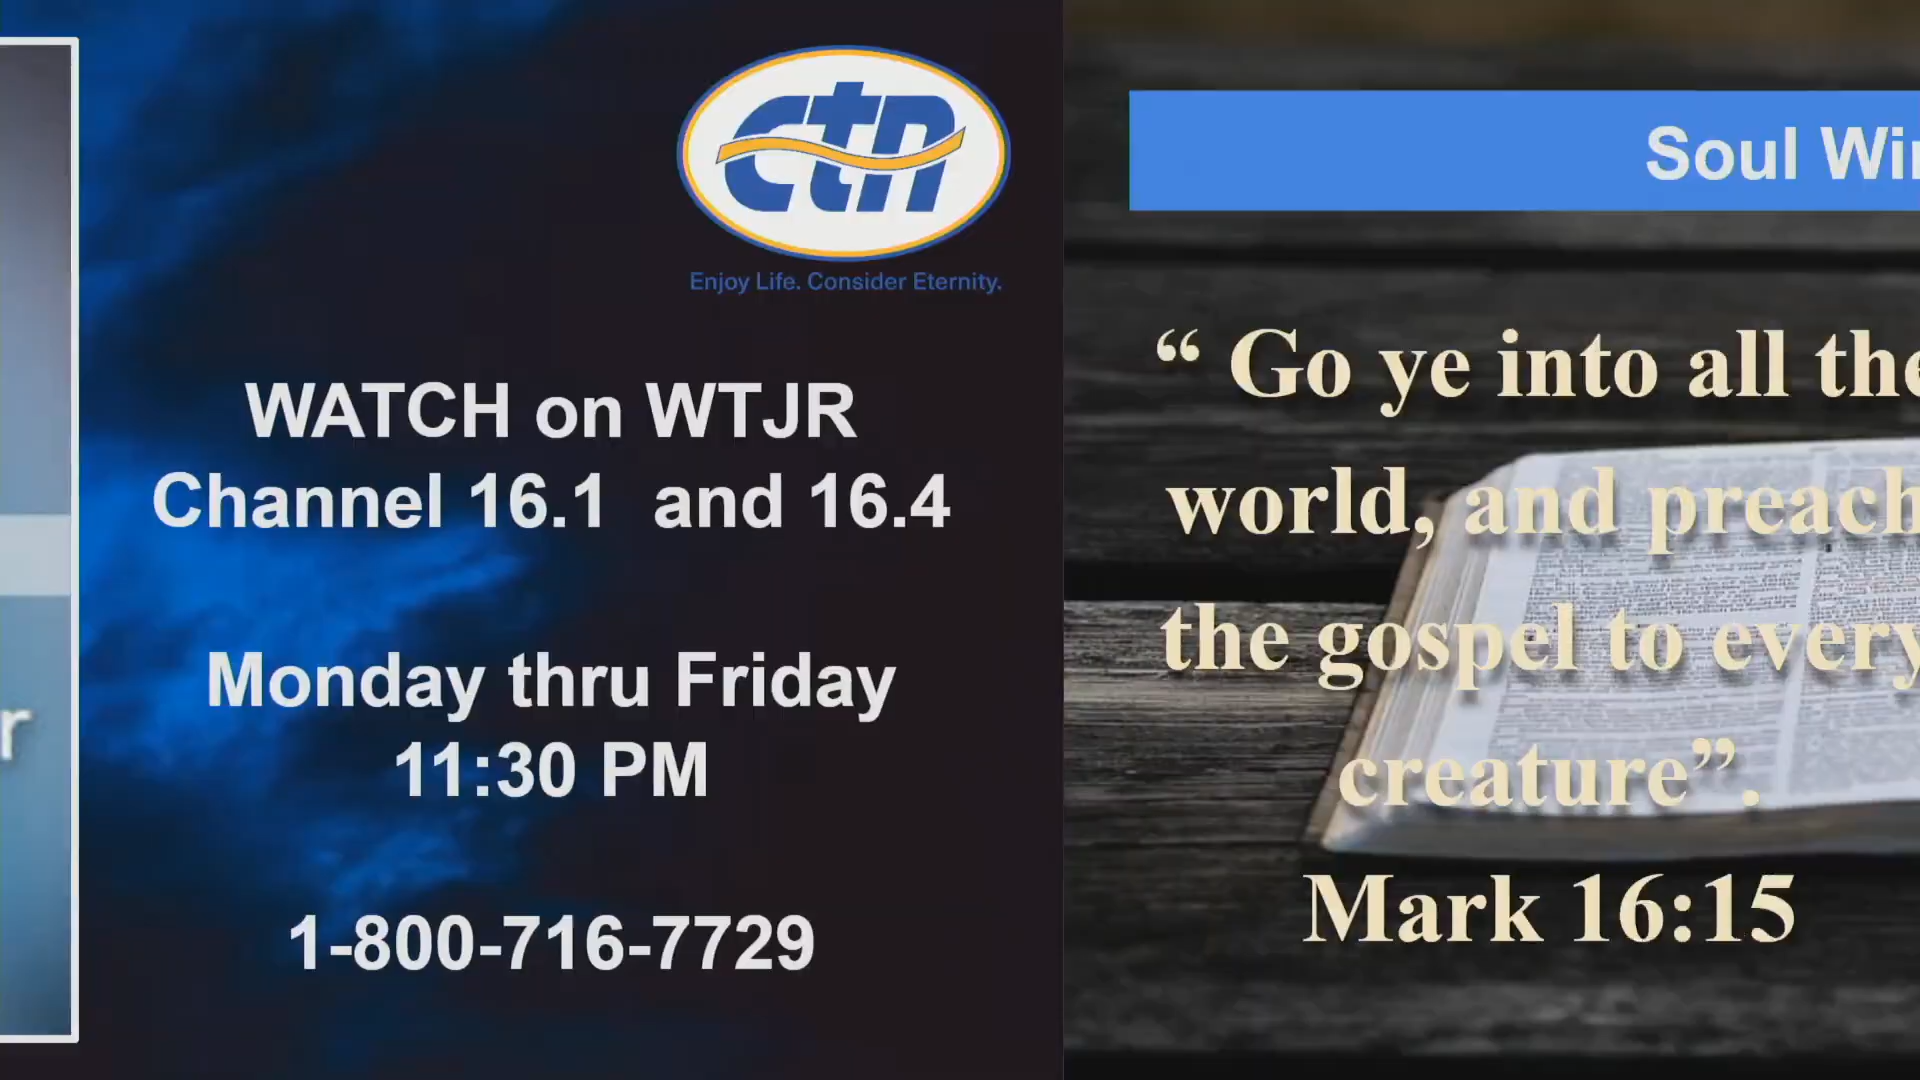 ctn
Enjoy Life. Consider Eternity.
WATCH on WTJR
Channel 16.1 and 16.4
Monday thru Friday
11:30 PM
1-800-716-7729
r
Soul Wi
“ Go ye into all the
world, and preach
the gospel to every
creature”.
Mark 16:15